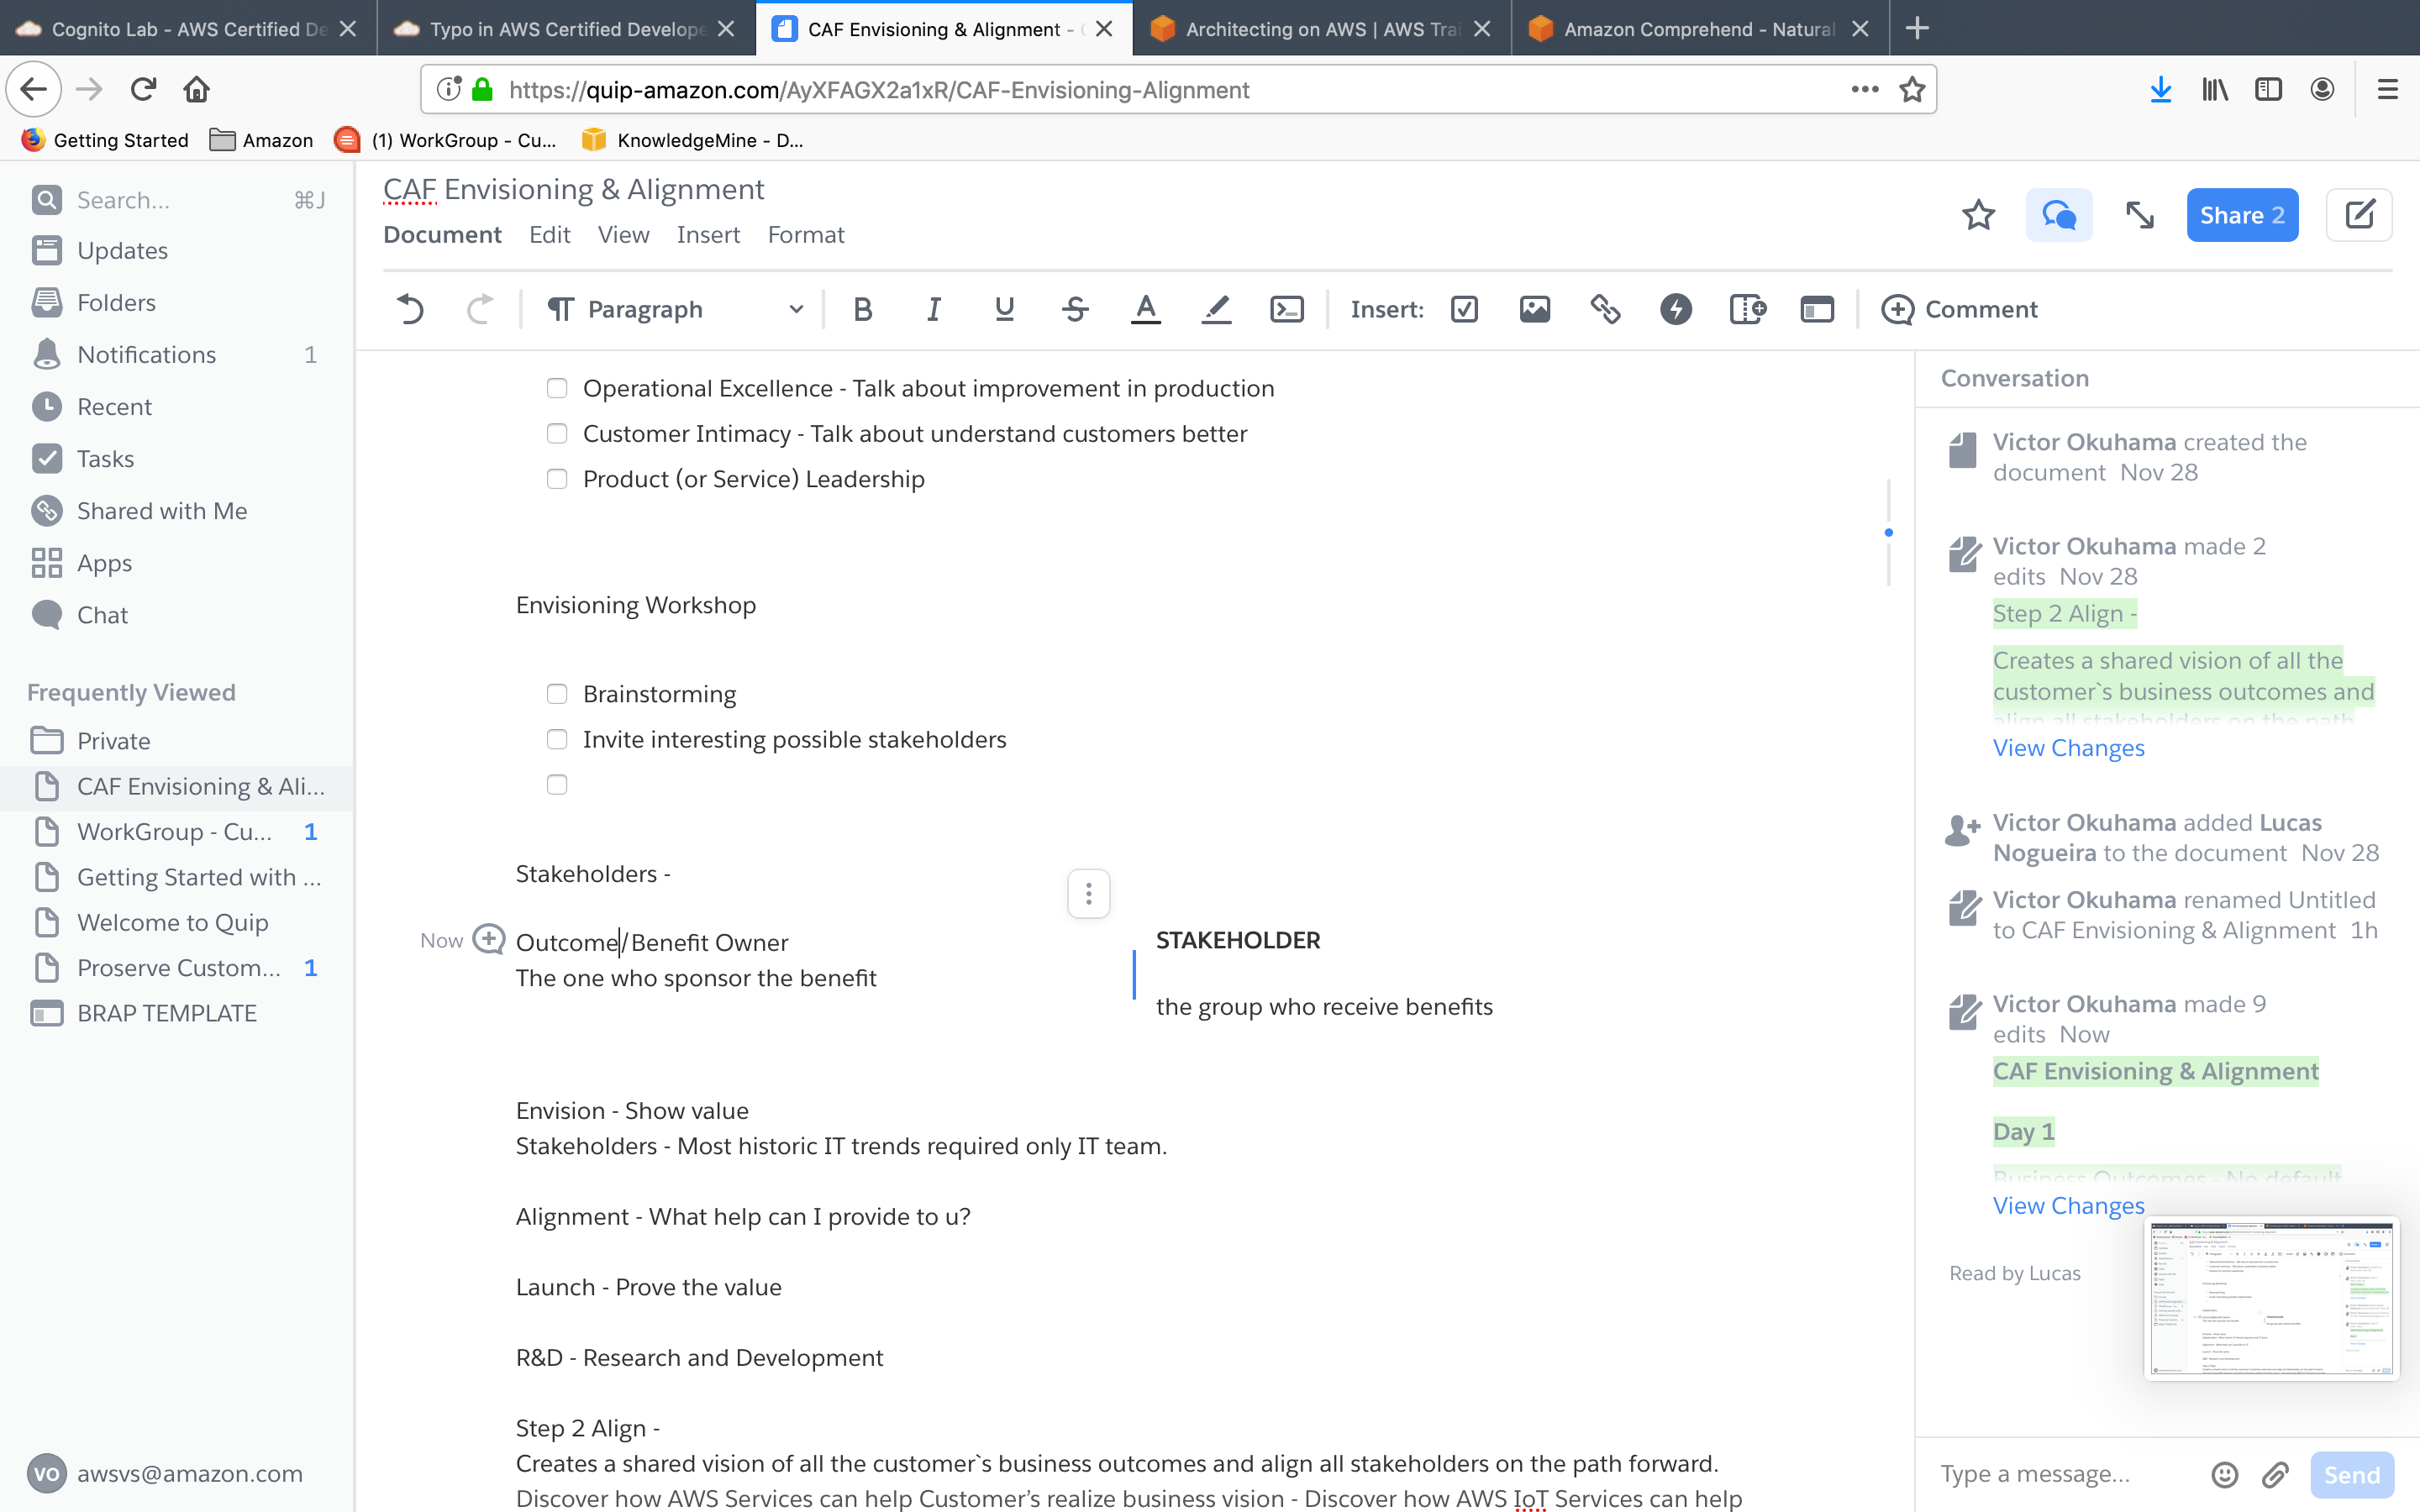 Cognito Lab - AWS Certified De
Typo in AWS Certified Develope
CAF Envisioning & Alignment -
Architecting on AWS | AWS Trai
Amazon Comprehend - Natural
https://quip-amazon.com/AyXFAGX2a1xR/CAF-Envisioning-Alignment
Getting Started
Amazon
(1) WorkGroup - Cu...
KnowledgeMine - D...
Search...
⌘J
Updates
Folders
Notifications 1
Recent
Tasks
Shared with Me
Apps
Chat
Frequently Viewed
Private
CAF Envisioning & Ali...
WorkGroup - Cu... 1
Getting Started with ...
Welcome to Quip
Proserve Custom... 1
BRAP TEMPLATE
VO awsvs@amazon.com
CAF Envisioning & Alignment
Document Edit View Insert Format
Share 2
Paragraph
B I U S A
Insert:
Comment
Operational Excellence - Talk about improvement in production
Customer Intimacy - Talk about understand customers better
Product (or Service) Leadership
Envisioning Workshop
Brainstorming
Invite interesting possible stakeholders
Stakeholders -
Now
Outcome/Benefit Owner
The one who sponsor the benefit
STAKEHOLDER
the group who receive benefits
Envision - Show value
Stakeholders - Most historic IT trends required only IT team.
Alignment - What help can I provide to u?
Launch - Prove the value
R&D - Research and Development
Step 2 Align -
Creates a shared vision of all the customer`s business outcomes and align all stakeholders on the path forward.
Discover how AWS Services can help Customer’s realize business vision - Discover how AWS IoT Services can help
Conversation
Victor Okuhama created the
document Nov 28
Victor Okuhama made 2
edits Nov 28
Step 2 Align -
Creates a shared vision of all the
customer`s business outcomes and
align all stakeholders on the path
View Changes
Victor Okuhama added Lucas
Nogueira to the document Nov 28
Victor Okuhama renamed Untitled
to CAF Envisioning & Alignment 1h
Victor Okuhama made 9
edits Now
CAF Envisioning & Alignment
Day 1
Business Outcomes - No default
View Changes
Read by Lucas
Type a message...
Send